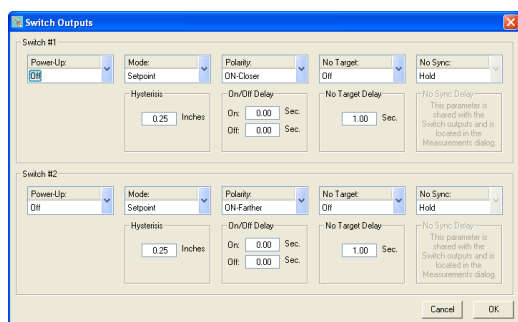 Switch Outputs
Switch #1
Power-Up: Mode: Polarity: No Target: No Sync:
Off Setpoint ON-Closer Off Hold
Hysterisis On/Off Delay No Target Delay No Sync Delay
0.25 Inches On: 0.00 Sec. 1.00 Sec. This parameter is
shared with the
Off: 0.00 Sec. Switch outputs and is
located in the
Measurements dialog.
Switch #2
Power-Up: Mode: Polarity: No Target: No Sync:
Off Setpoint ON-Farther Off Hold
Hysterisis On/Off Delay No Target Delay No Sync Delay
0.25 Inches On: 0.00 Sec. 1.00 Sec. This parameter is
shared with the
Off: 0.00 Sec. Switch outputs and is
located in the
Measurements dialog.
Cancel OK